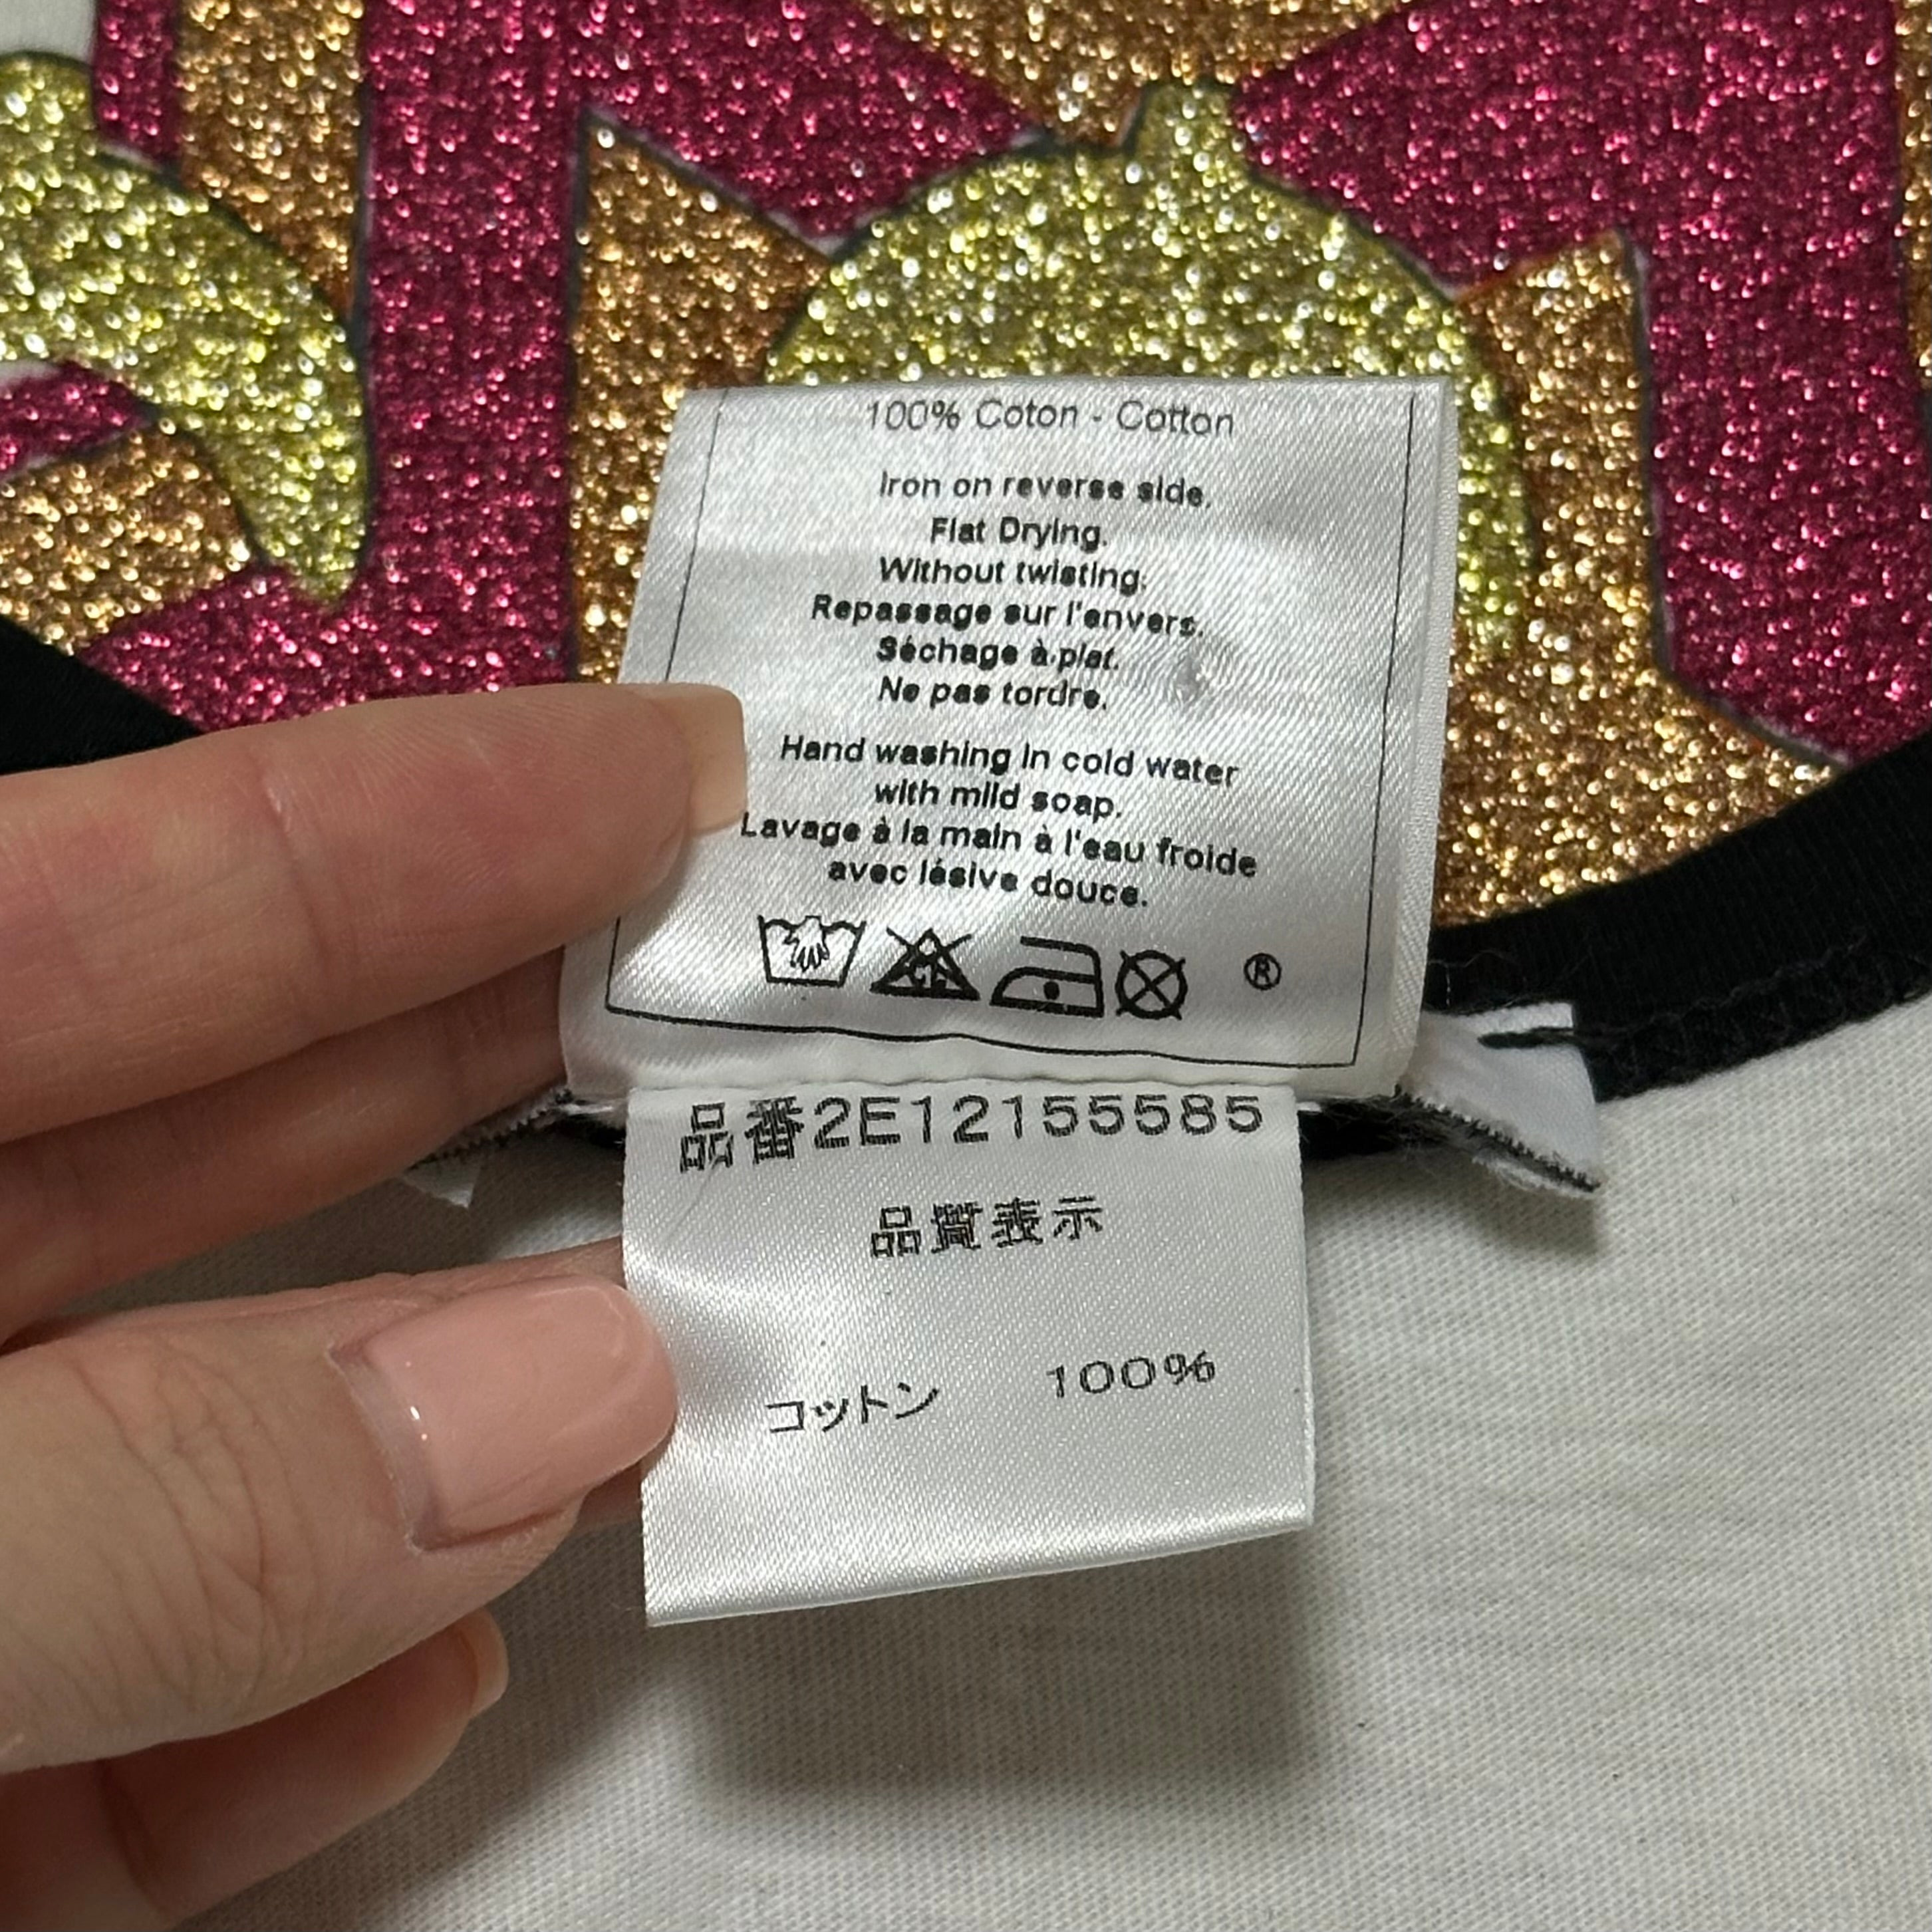 100% Coton - Cotton
Iron on reverse side.
Flat Drying.
Without twisting.
Repassage sur l'envers.
Séchage à plat.
Ne pas tordre.
Hand washing in cold water
with mild soap.
Lavage à la main à l'eau froide
avec lésive douce.
CL ®
品番2E12155585
品質表示
コットン 100%